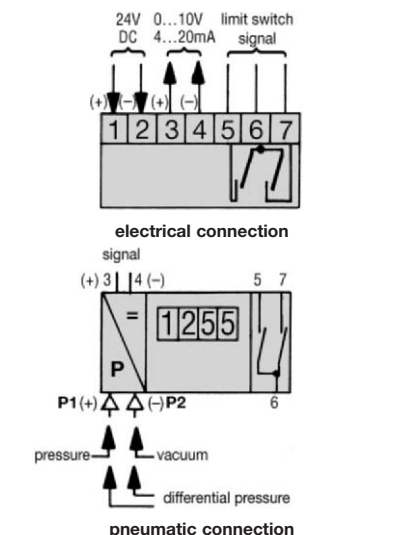 24V 0...10V limit switch
DC 4...20mA signal
(+) (–) (+) (–)
1 2 3 4 5 6 7
electrical connection
signal
(+) 3 4 (–) 5 7
=
1255
P
P1(+) (–)P2 6
pressure vacuum
differential pressure
pneumatic connection